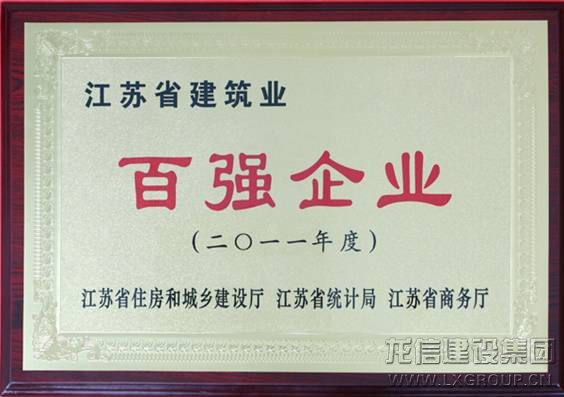 江苏省建筑业
百强企业
(二〇一一年度)
江苏省住房和城乡建设厅 江苏省统计局 江苏省商务厅
龙信建设集团
WWW.LXGROUP.CN